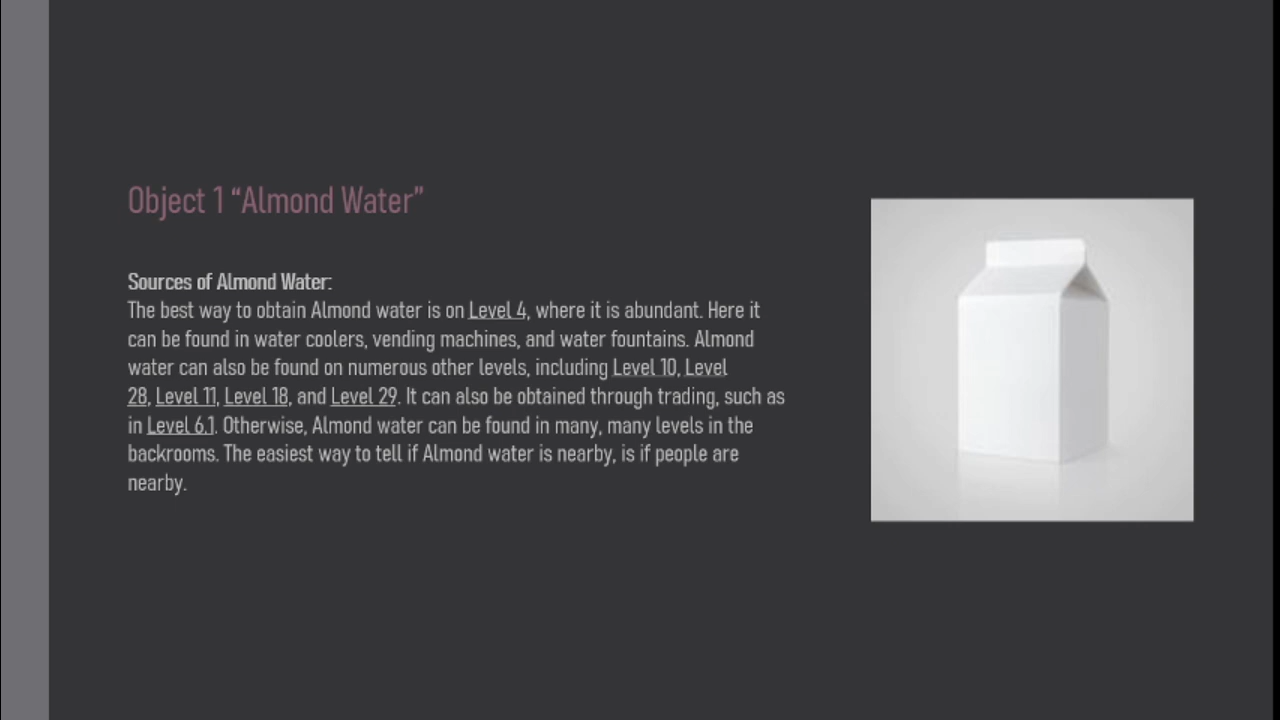 Object 1 “Almond Water”
Sources of Almond Water:
The best way to obtain Almond water is on Level 4, where it is abundant. Here it
can be found in water coolers, vending machines, and water fountains. Almond
water can also be found on numerous other levels, including Level 10, Level
28, Level 11, Level 18, and Level 29. It can also be obtained through trading, such as
in Level 6.1. Otherwise, Almond water can be found in many, many levels in the
backrooms. The easiest way to tell if Almond water is nearby, is if people are
nearby.